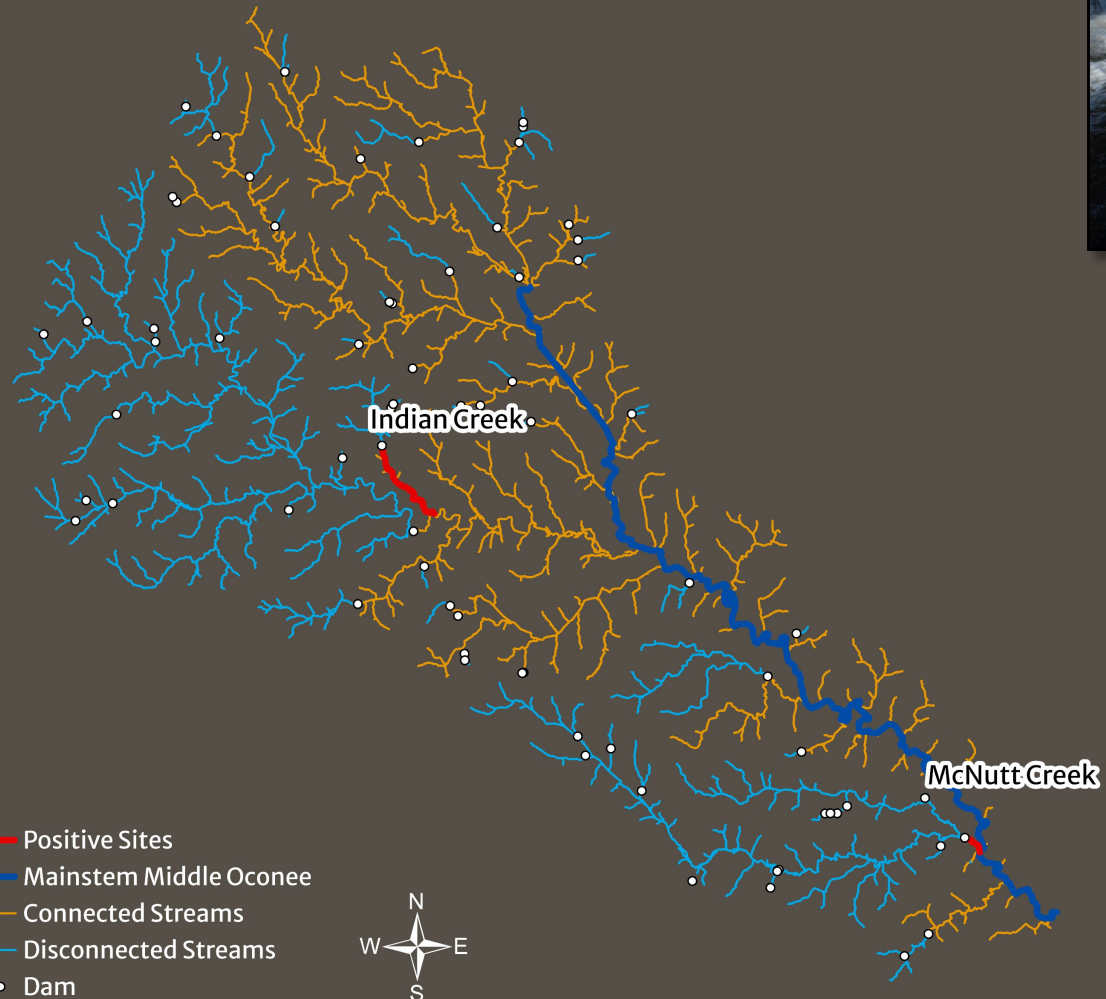 Indian Creek
McNutt Creek
Positive Sites
Mainstem Middle Oconee
Connected Streams
Disconnected Streams
Dam
N
W E
S